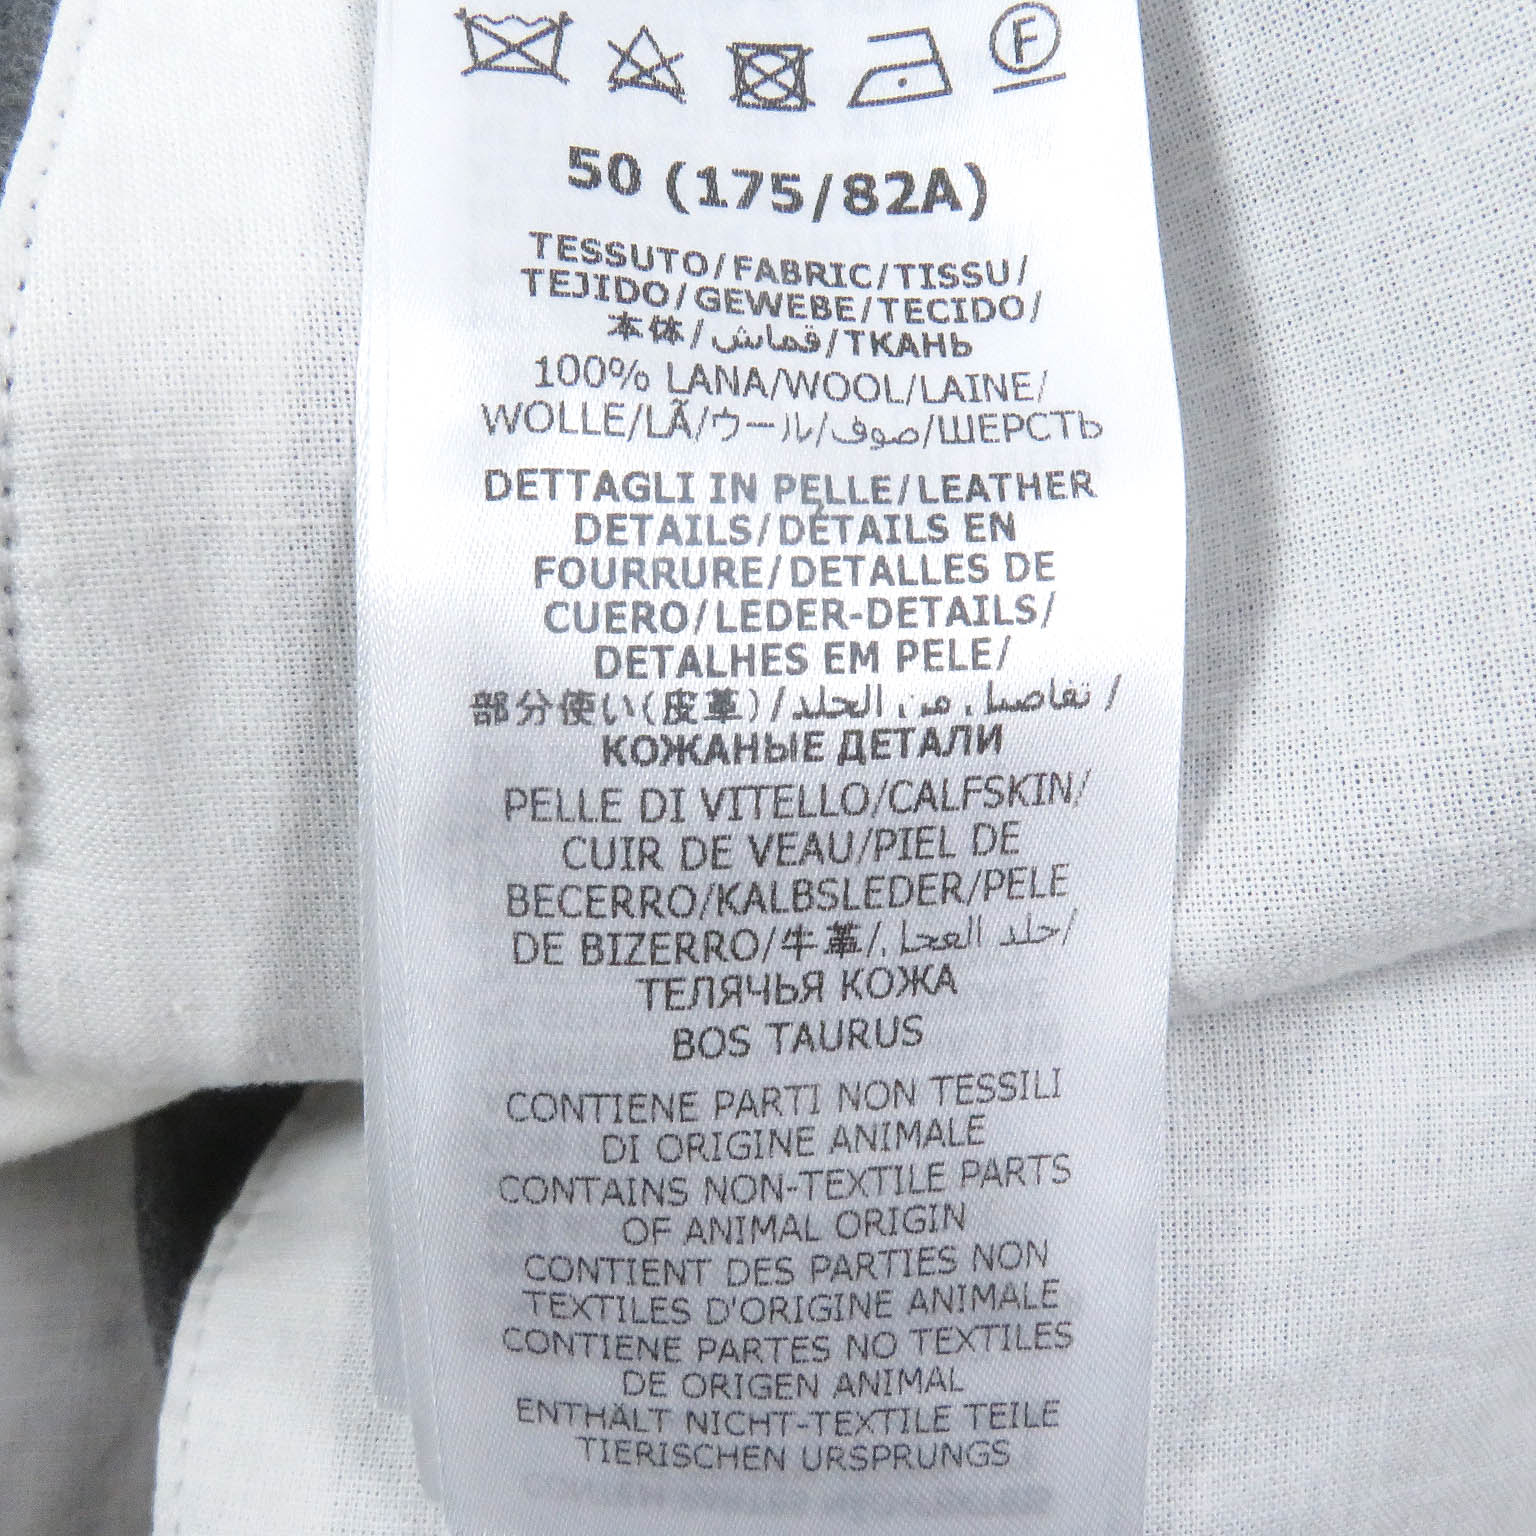 F
50 (175/82A)
TESSUTO/FABRIC/TISSU/
TEJIDO/GEWEBE/TECIDO/
本体/قماش/ТКАНЬ
100% LANA/WOOL/LAINE/
WOLLE/LÃ/ウール/صوف/ШЕРСТЬ
DETTAGLI IN PELLE/LEATHER
DETAILS/DÉTAILS EN
FOURRURE/DETALLES DE
CUERO/LEDER-DETAILS/
DETALHES EM PELE/
部分使い(皮革)/تفاصيل من الجلد/
КОЖАНЫЕ ДЕТАЛИ
PELLE DI VITELLO/CALFSKIN/
CUIR DE VEAU/PIEL DE
BECERRO/KALBSLEDER/PELE
DE BIZERRO/牛革/جلد العجل/
ТЕЛЯЧЬЯ КОЖА
BOS TAURUS
CONTIENE PARTI NON TESSILI
DI ORIGINE ANIMALE
CONTAINS NON-TEXTILE PARTS
OF ANIMAL ORIGIN
CONTIENT DES PARTIES NON
TEXTILES D'ORIGINE ANIMALE
CONTIENE PARTES NO TEXTILES
DE ORIGEN ANIMAL
ENTHÄLT NICHT-TEXTILE TEILE
TIERISCHEN URSPRUNGS